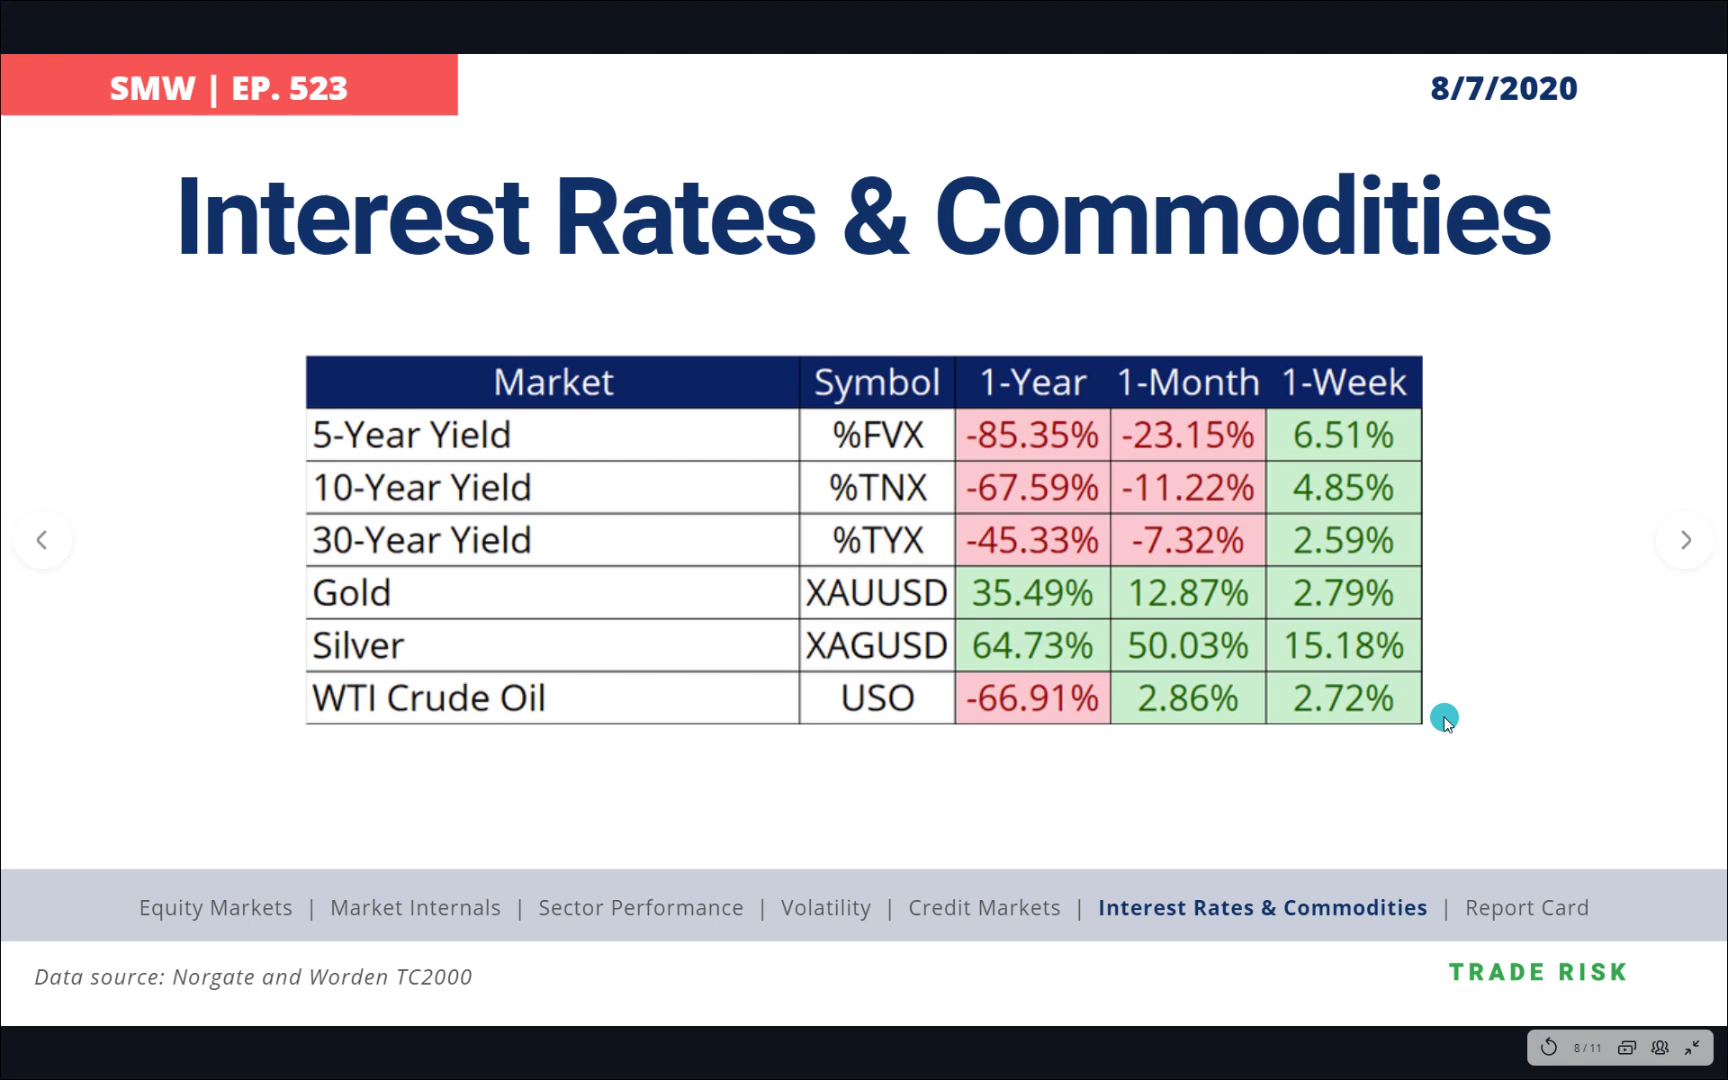 SMW | EP. 523
8/7/2020
Interest Rates & Commodities
Market Symbol 1-Year 1-Month 1-Week
5-Year Yield %FVX -85.35% -23.15% 6.51%
10-Year Yield %TNX -67.59% -11.22% 4.85%
30-Year Yield %TYX -45.33% -7.32% 2.59%
Gold XAUUSD 35.49% 12.87% 2.79%
Silver XAGUSD 64.73% 50.03% 15.18%
WTI Crude Oil USO -66.91% 2.86% 2.72%
Equity Markets | Market Internals | Sector Performance | Volatility | Credit Markets | Interest Rates & Commodities | Report Card
Data source: Norgate and Worden TC2000
TRADE RISK
8/11